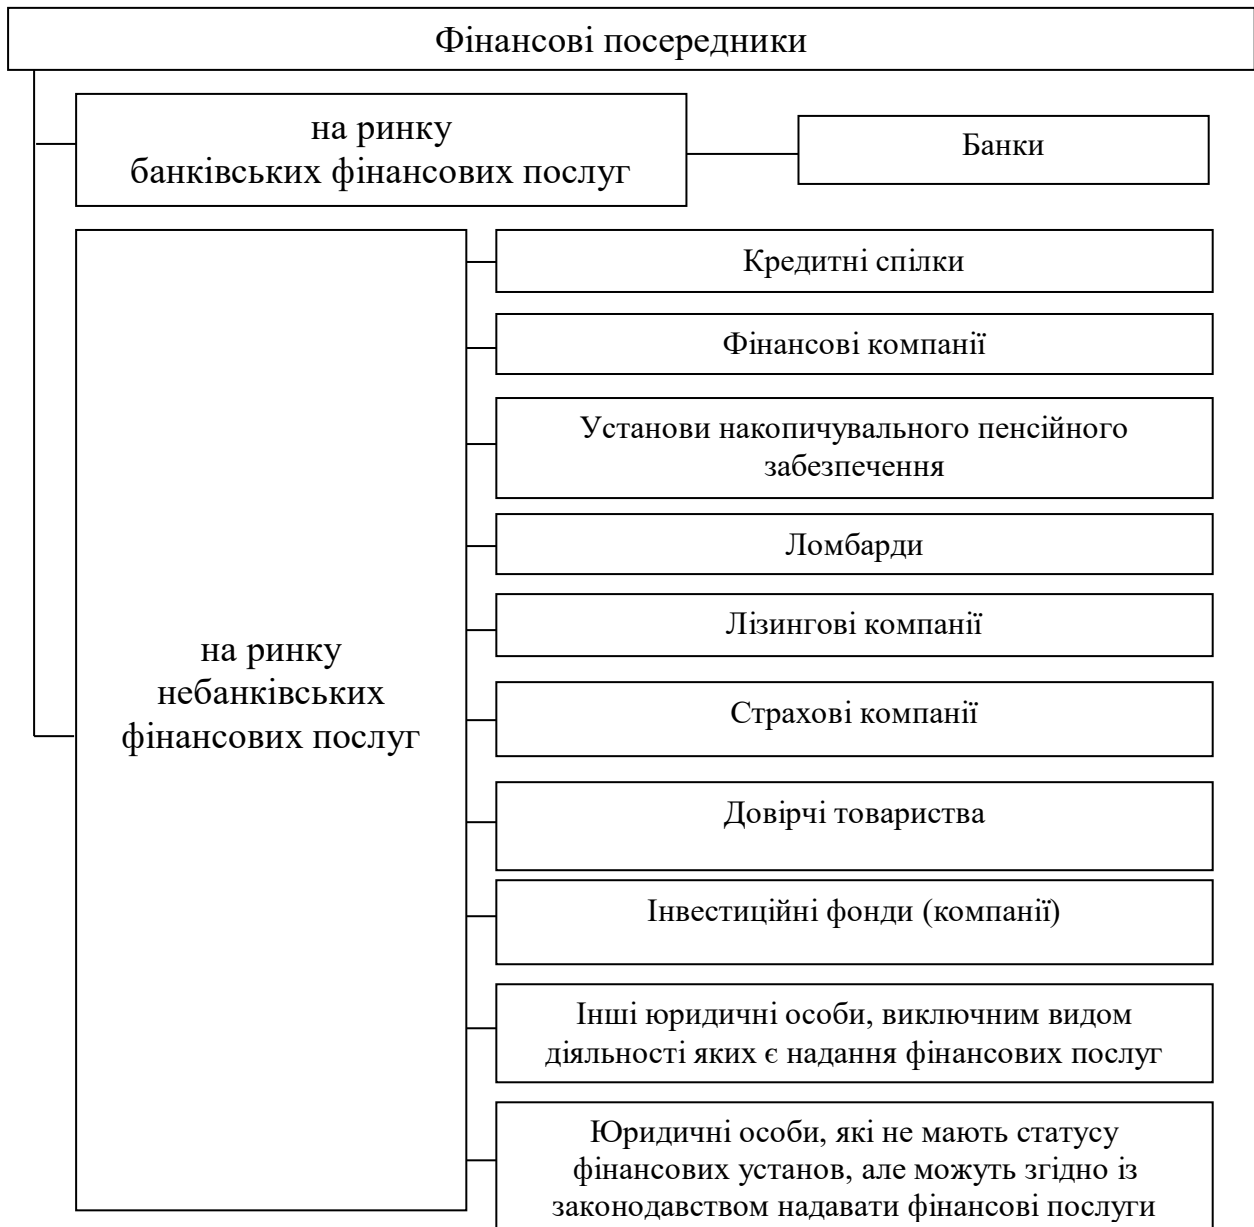 Фінансові посередники
на ринку
банківських фінансових послуг
Банки
на ринку
небанківських
фінансових послуг
Кредитні спілки
Фінансові компанії
Установи накопичувального пенсійного
забезпечення
Ломбарди
Лізингові компанії
Страхові компанії
Довірчі товариства
Інвестиційні фонди (компанії)
Інші юридичні особи, виключним видом
діяльності яких є надання фінансових послуг
Юридичні особи, які не мають статусу
фінансових установ, але можуть згідно із
законодавством надавати фінансові послуги